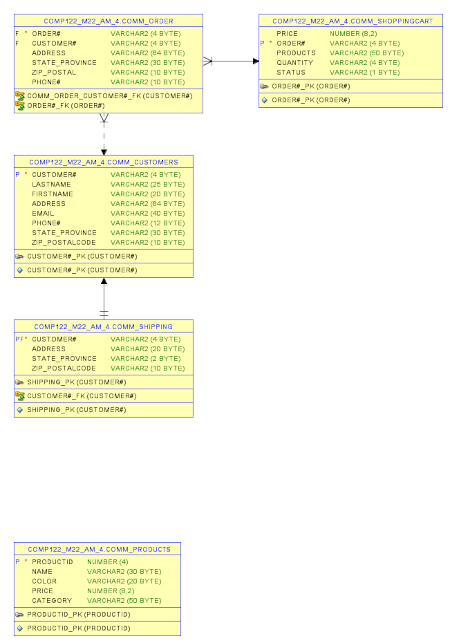 COMP122_M22_AM_4.COMM_ORDER
F * ORDER# VARCHAR2 (4 BYTE)
F CUSTOMER# VARCHAR2 (4 BYTE)
ADDRESS VARCHAR2 (64 BYTE)
STATE_PROVINCE VARCHAR2 (30 BYTE)
ZIP_POSTAL VARCHAR2 (10 BYTE)
PHONE# VARCHAR2 (10 BYTE)
COMM_ORDER_CUSTOMER#_FK (CUSTOMER#)
ORDER#_FK (ORDER#)
COMP122_M22_AM_4.COMM_SHOPPINGCART
PRICE NUMBER (8,2)
P * ORDER# VARCHAR2 (4 BYTE)
PRODUCTS VARCHAR2 (50 BYTE)
QUANTITY VARCHAR2 (4 BYTE)
STATUS VARCHAR2 (1 BYTE)
ORDER#_PK (ORDER#)
ORDER#_PK (ORDER#)
COMP122_M22_AM_4.COMM_CUSTOMERS
P * CUSTOMER# VARCHAR2 (4 BYTE)
LASTNAME VARCHAR2 (25 BYTE)
FIRSTNAME VARCHAR2 (20 BYTE)
ADDRESS VARCHAR2 (64 BYTE)
EMAIL VARCHAR2 (40 BYTE)
PHONE# VARCHAR2 (12 BYTE)
STATE_PROVINCE VARCHAR2 (30 BYTE)
ZIP_POSTALCODE VARCHAR2 (10 BYTE)
CUSTOMER#_PK (CUSTOMER#)
CUSTOMER#_PK (CUSTOMER#)
COMP122_M22_AM_4.COMM_SHIPPING
PF* CUSTOMER# VARCHAR2 (4 BYTE)
ADDRESS VARCHAR2 (20 BYTE)
STATE_PROVINCE VARCHAR2 (2 BYTE)
ZIP_POSTALCODE VARCHAR2 (10 BYTE)
SHIPPING_PK (CUSTOMER#)
CUSTOMER#_FK (CUSTOMER#)
SHIPPING_PK (CUSTOMER#)
COMP122_M22_AM_4.COMM_PRODUCTS
P * PRODUCTID NUMBER (4)
NAME VARCHAR2 (30 BYTE)
COLOR VARCHAR2 (20 BYTE)
PRICE NUMBER (8,2)
CATEGORY VARCHAR2 (50 BYTE)
PRODUCTID_PK (PRODUCTID)
PRODUCTID_PK (PRODUCTID)